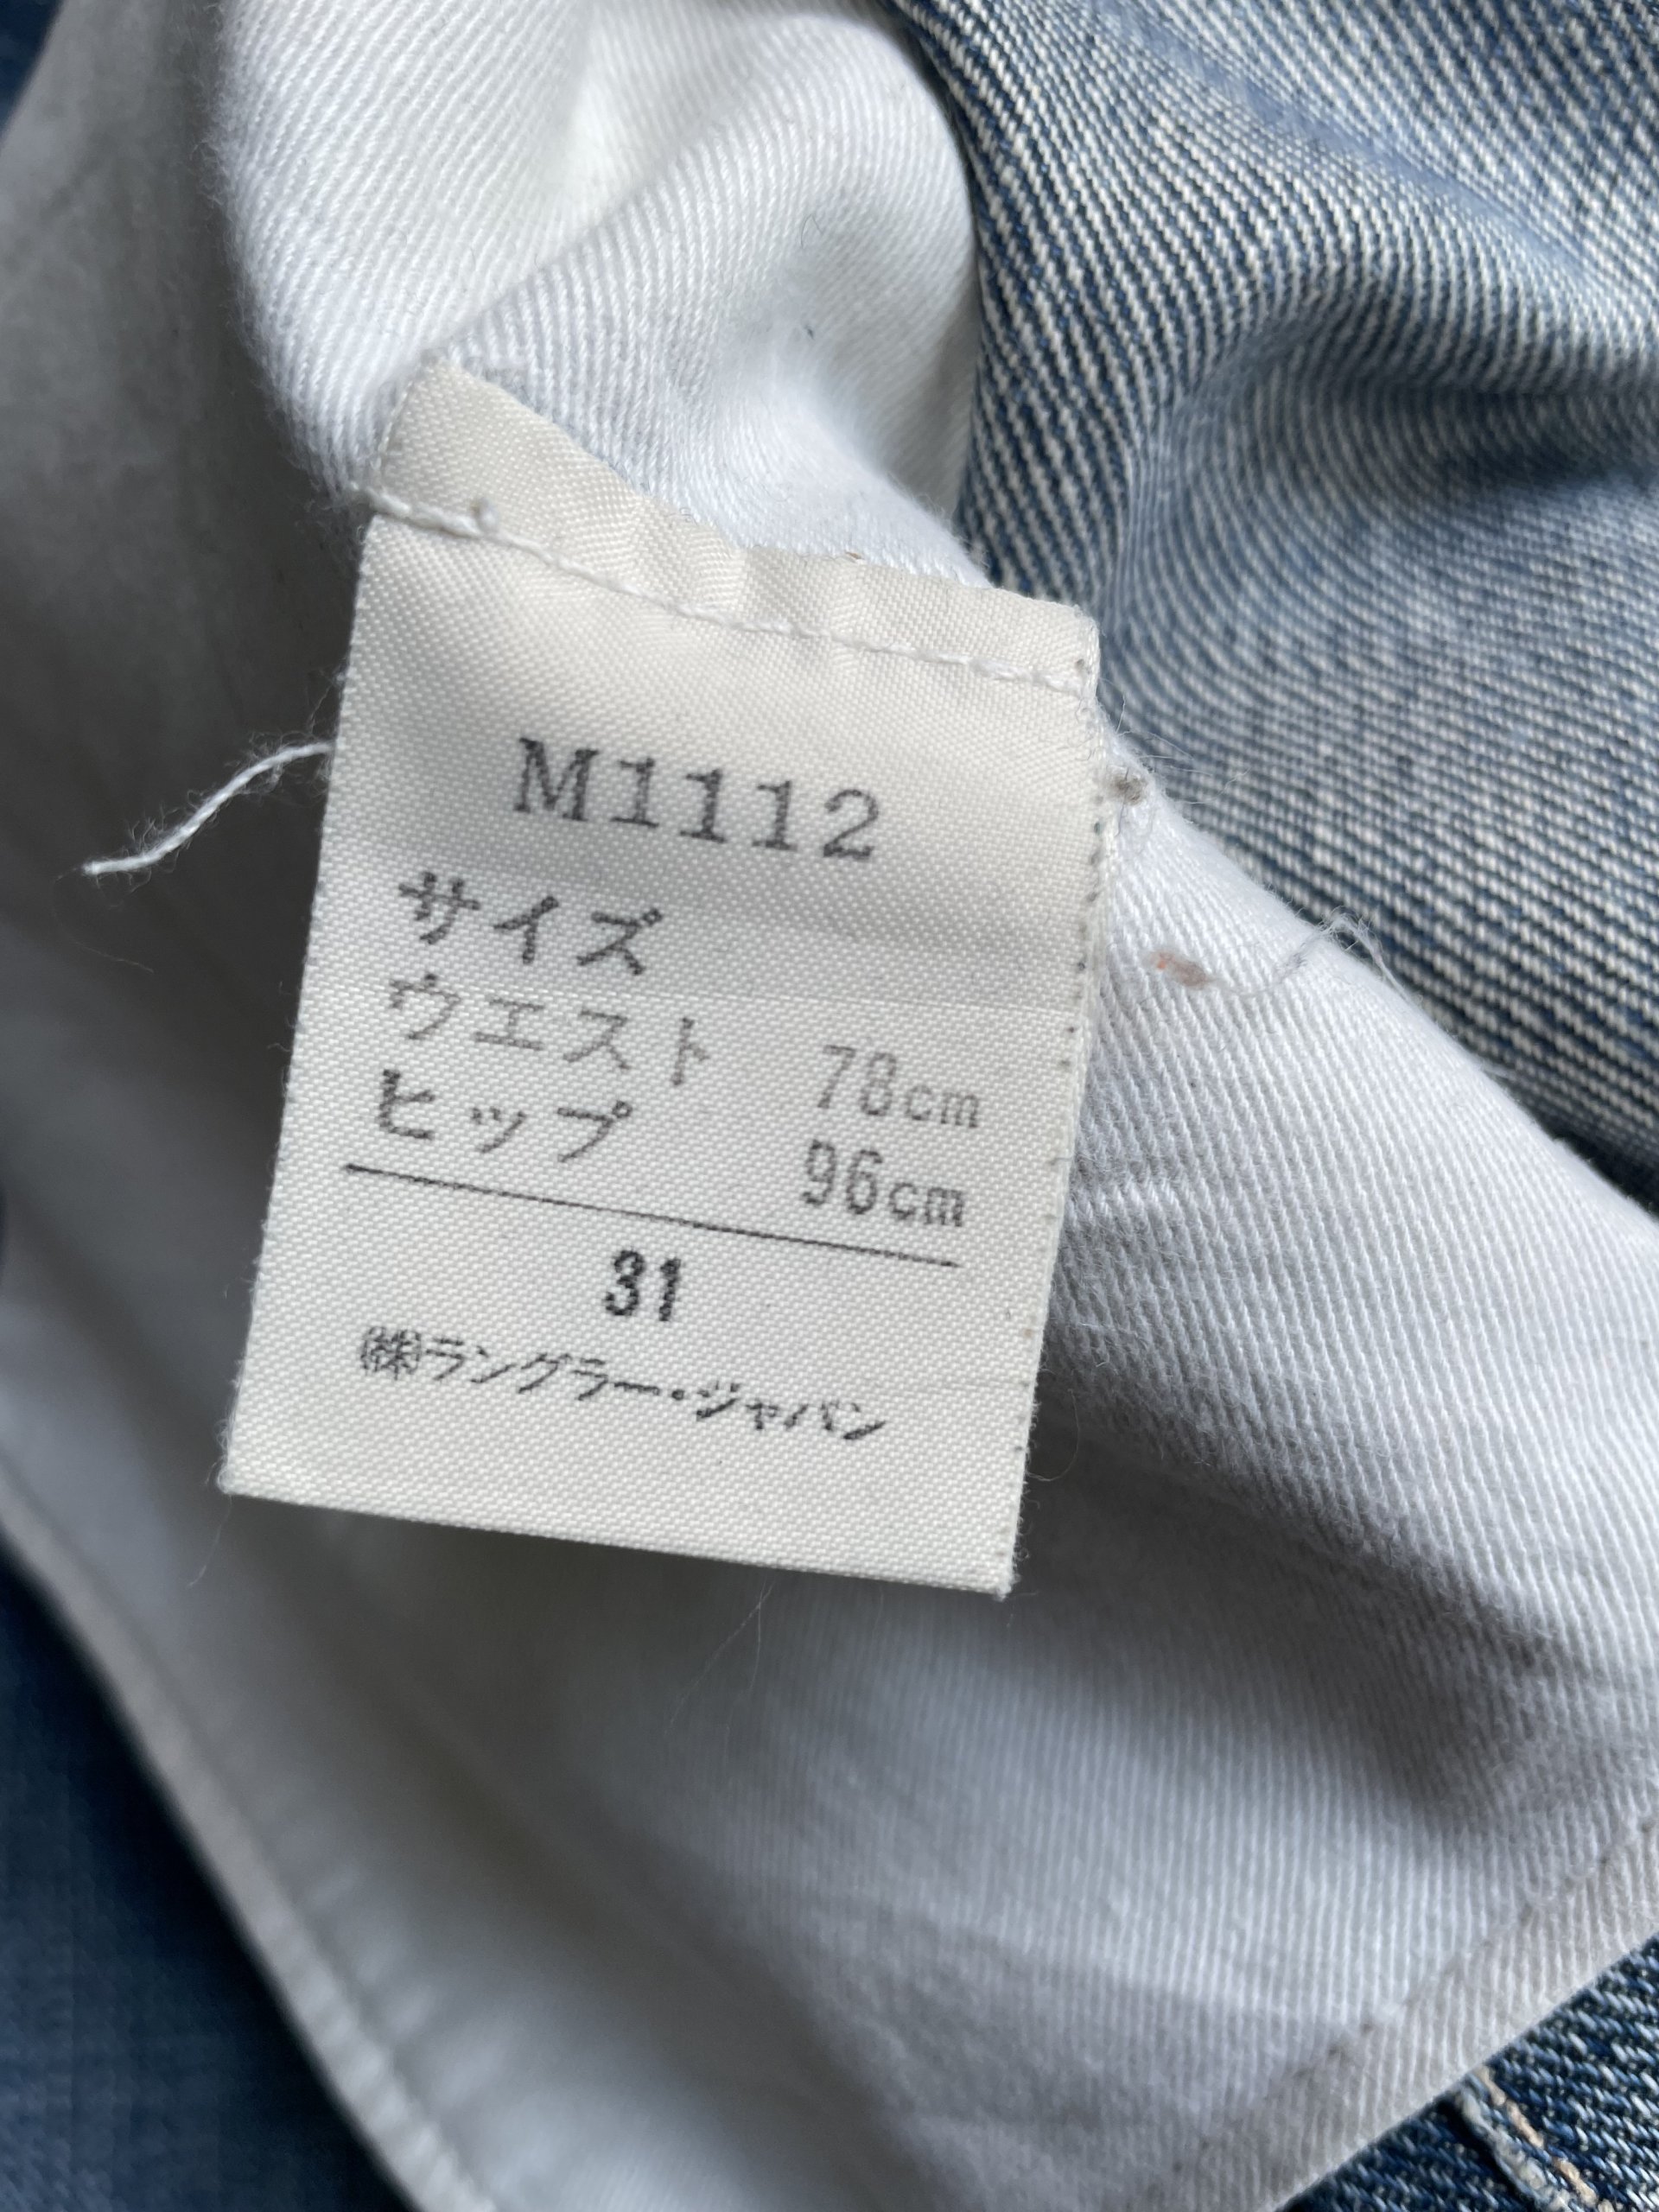 M1112
サイズ
ウエスト 78cm
ヒップ 96cm
31
㈱ラングラー・ジャパン